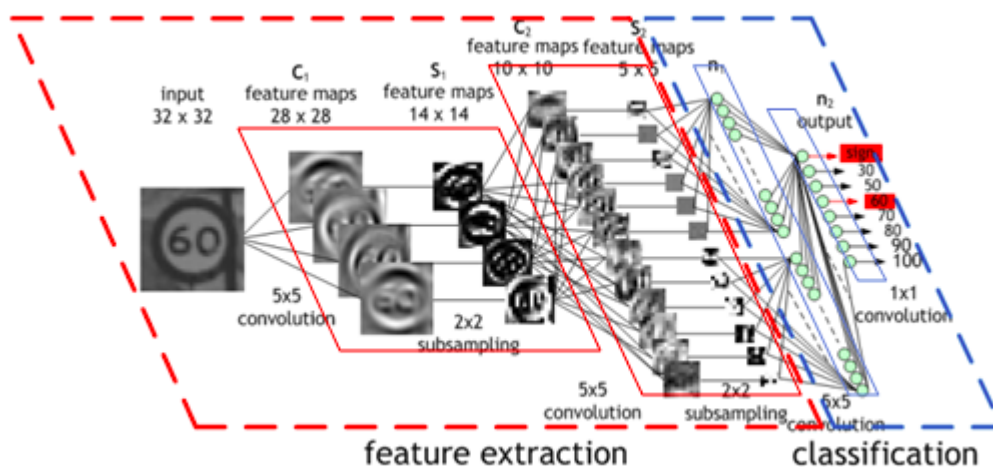 C2
feature maps
10 x 10
S2
feature maps
5 x 5
n1
C1
feature maps
28 x 28
S1
feature maps
14 x 14
input
32 x 32
n2
output
sign
30
50
60
70
80
90
100
60
5x5
convolution
2x2
subsampling
5x5
convolution
2x2
subsampling
5x5
convolution
1x1
convolution
feature extraction
classification